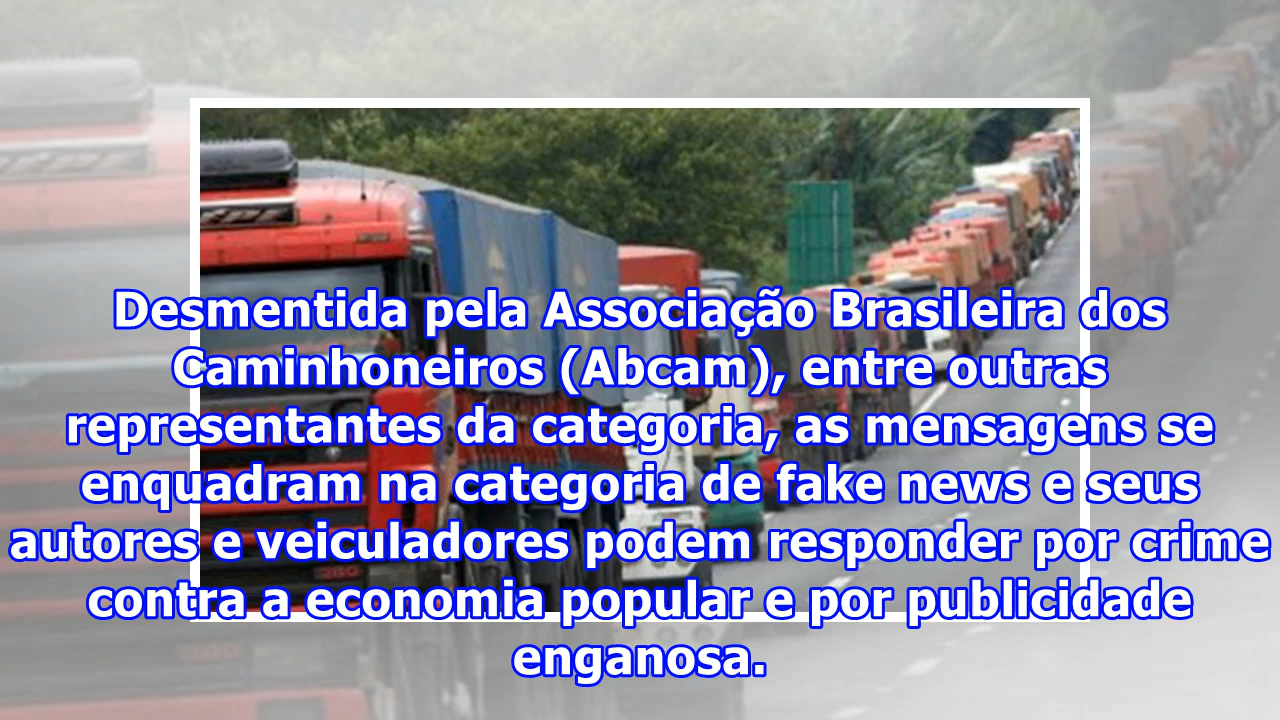 Desmentida pela Associação Brasileira dos
Caminhoneiros (Abcam), entre outras
representantes da categoria, as mensagens se
enquadram na categoria de fake news e seus
autores e veiculadores podem responder por crime
contra a economia popular e por publicidade
enganosa.